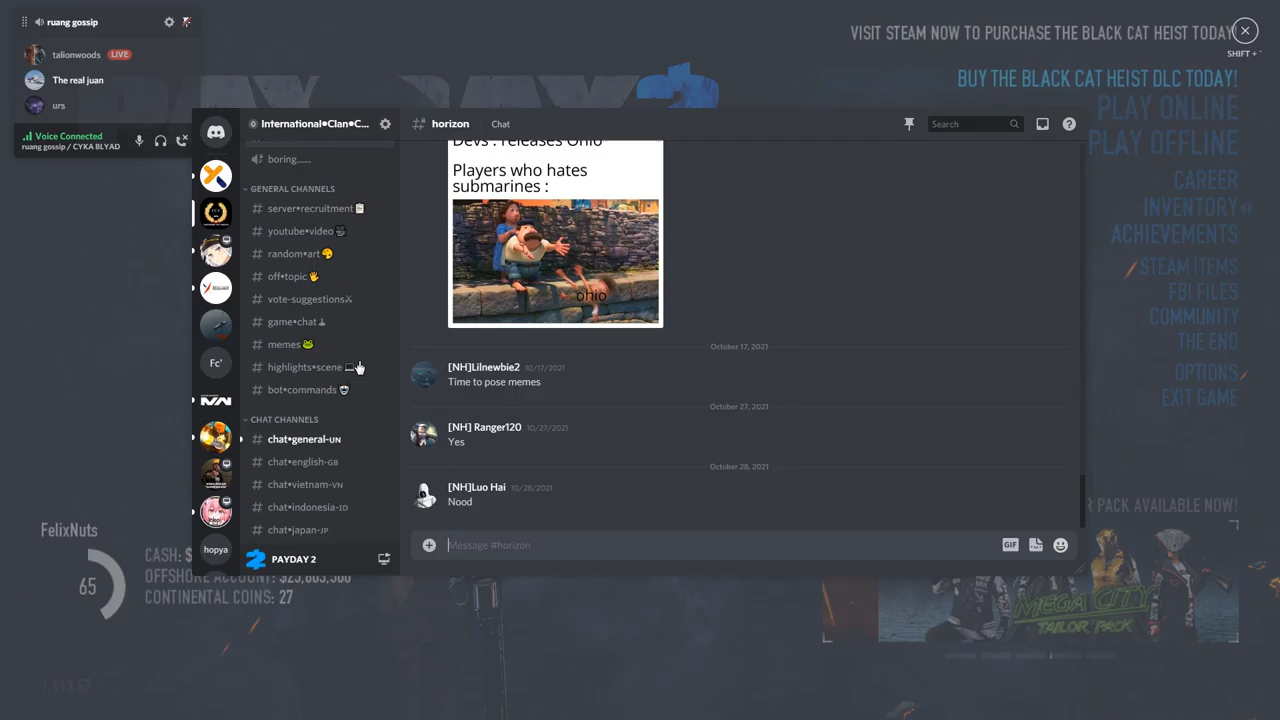 ruang gossip
talionwoods LIVE
The real juan
urs
Voice Connected
ruang gossip / CYKA BLYAD
VISIT STEAM NOW TO PURCHASE THE BLACK CAT HEIST TODAY!
SHIFT + `
BUY THE BLACK CAT HEIST DLC TODAY!
PLAY ONLINE
PLAY OFFLINE
CAREER
INVENTORY
ACHIEVEMENTS
STEAM ITEMS
FBI FILES
COMMUNITY
THE END
OPTIONS
EXIT GAME
International•Clan•C...
boring......
GENERAL CHANNELS
# server•recruitment
# youtube•video
# random•art
# off•topic
# vote-suggestions
# game•chat
# memes
# highlights•scene
# bot•commands
CHAT CHANNELS
# chat•general-UN
# chat•english-GB
# chat•vietnam-VN
# chat•indonesia-ID
# chat•japan-JP
Fc'
hopya
PAYDAY 2
# horizon Chat
Search
Devs : releases Ohio
Players who hates
submarines :
ohio
October 17, 2021
[NH]Lilnewbie2 10/17/2021
Time to pose memes
October 27, 2021
[NH] Ranger120 10/27/2021
Yes
October 28, 2021
[NH]Luo Hai 10/28/2021
Nood
Message #horizon
GIF
FelixNuts
65
CASH: $
OFFSHORE ACCOUNT:
CONTINENTAL COINS: 27
PACK AVAILABLE NOW!
MEGA CITY
TAILOR PACK